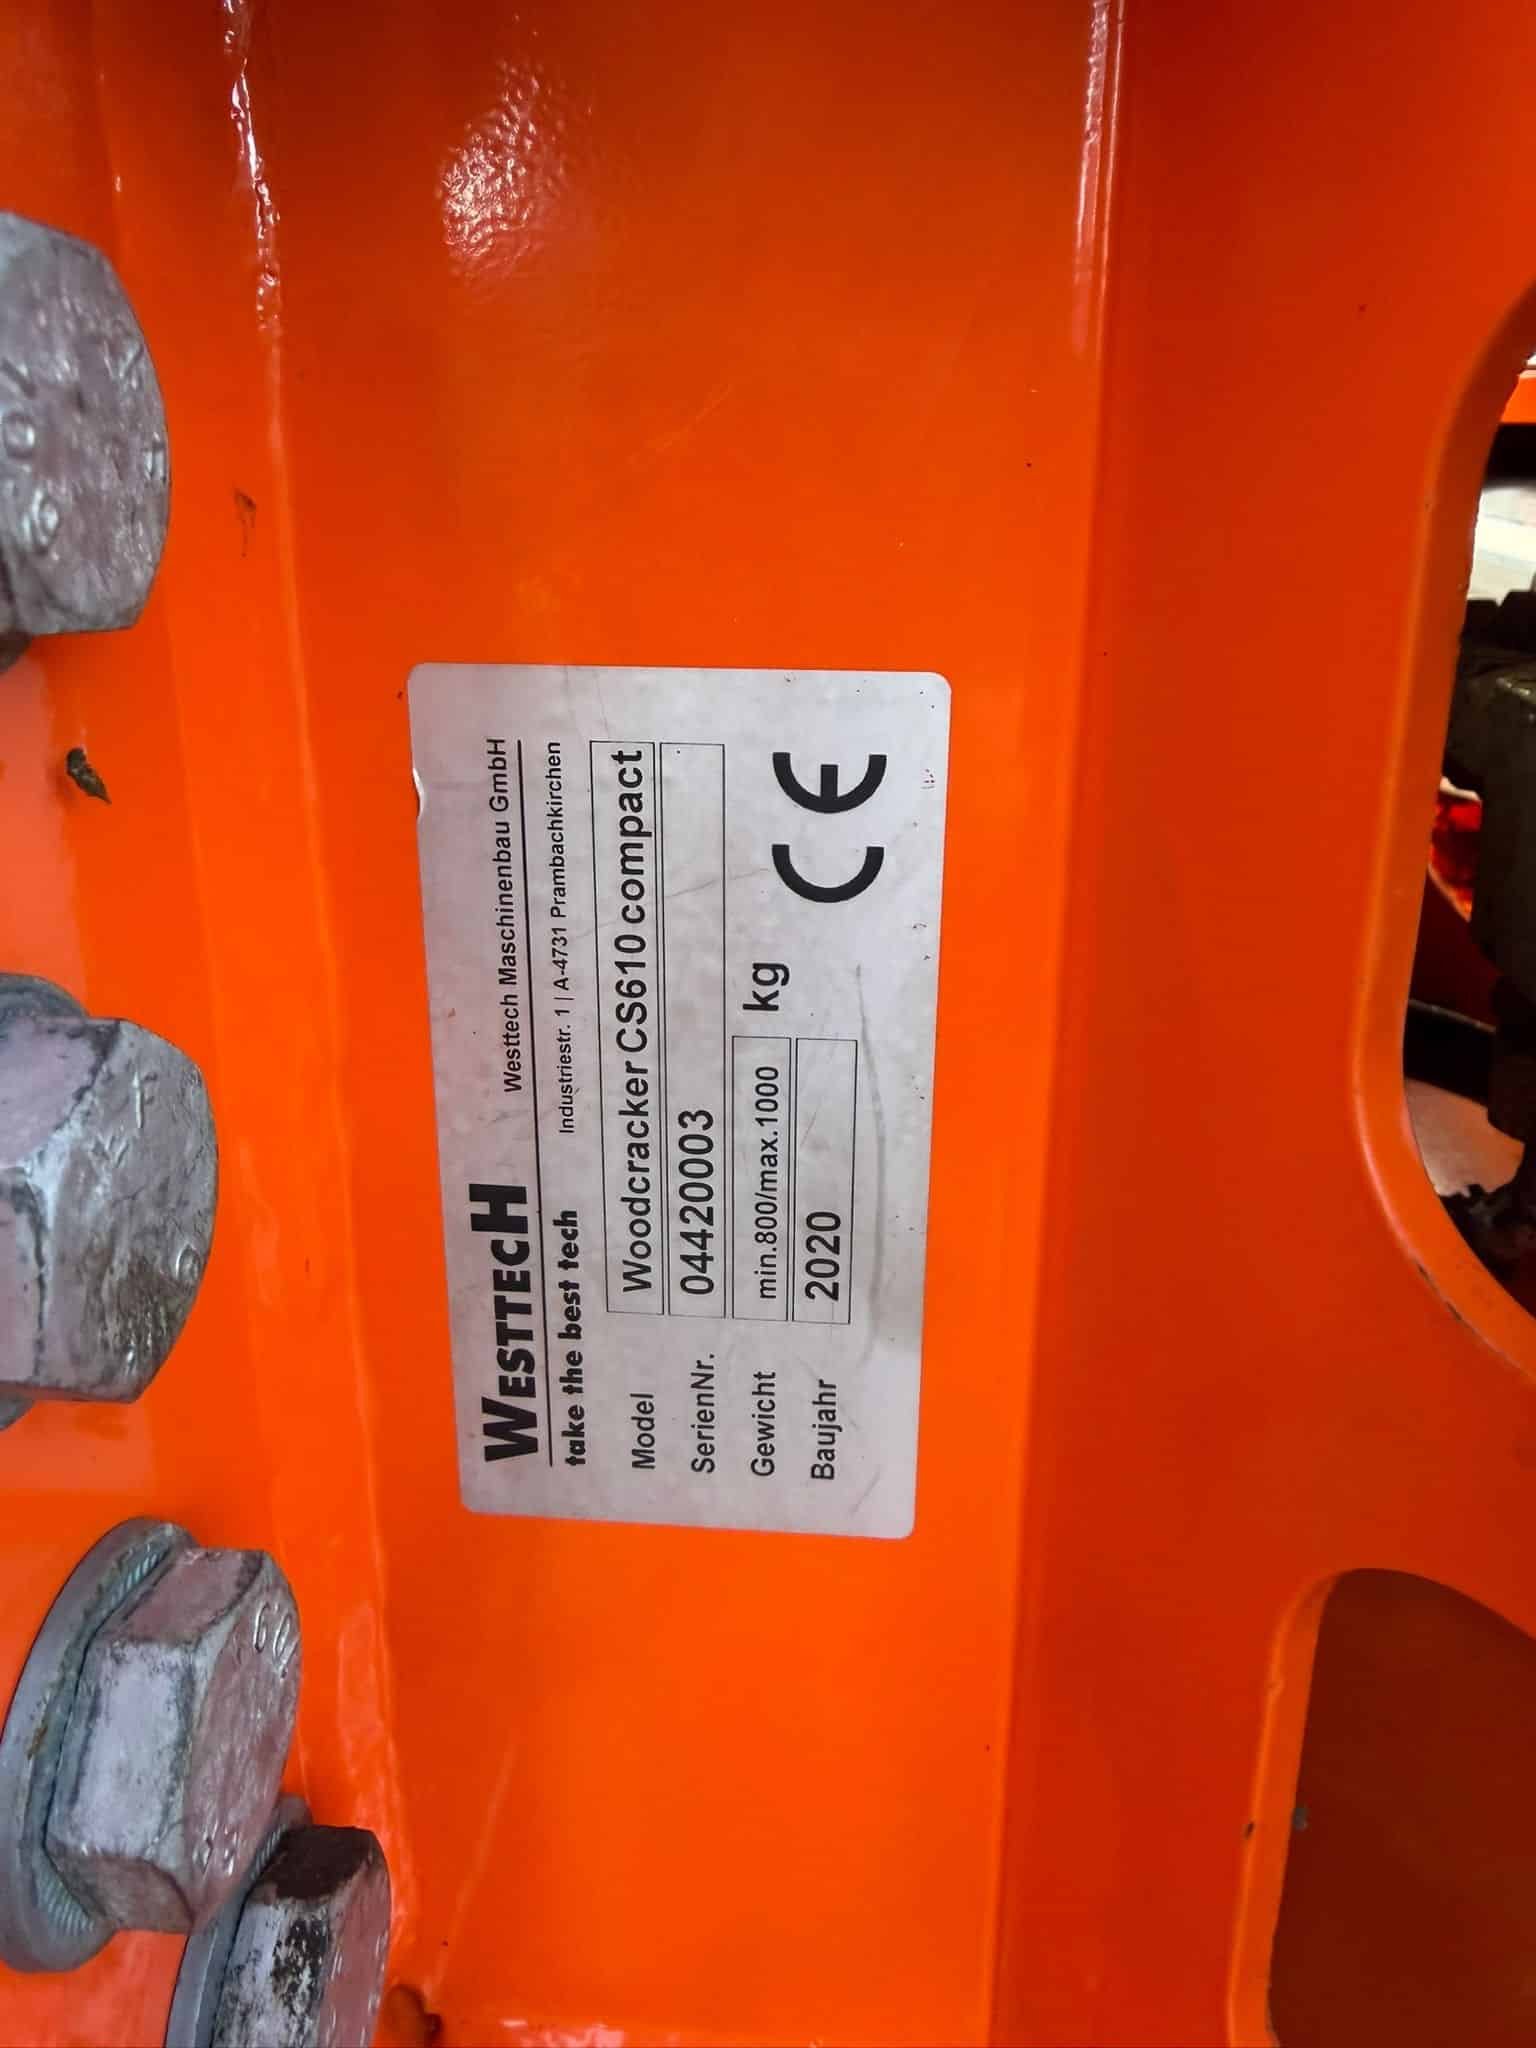 WESTTECH Westtech Maschinenbau GmbH
take the best tech Industriestr. 1 | A-4731 Prambachkirchen
Model Woodcracker CS610 compact
SerienNr. 04420003
Gewicht min.800/max.1000 kg
Baujahr 2020
CE